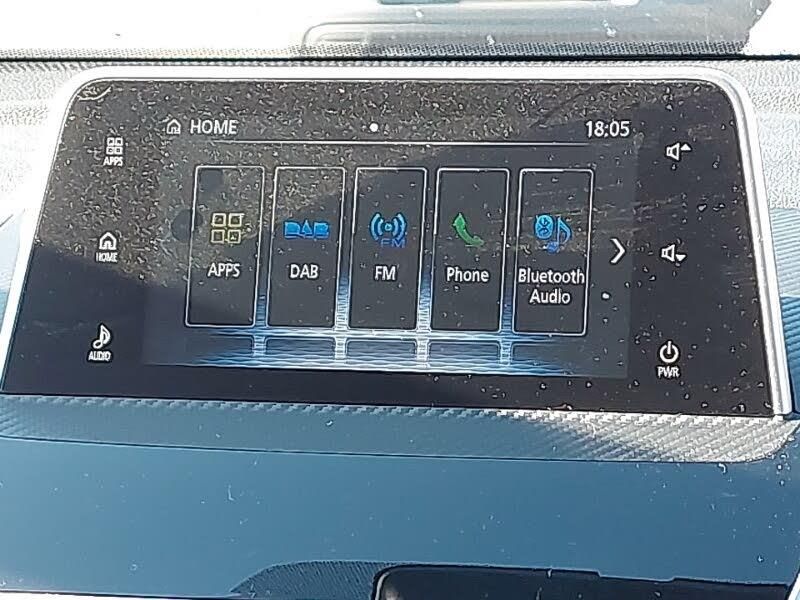 HOME
18:05
APPS
HOME
AUDIO
APPS
DAB
DAB
FM
FM
Phone
Bluetooth
Audio
PWR